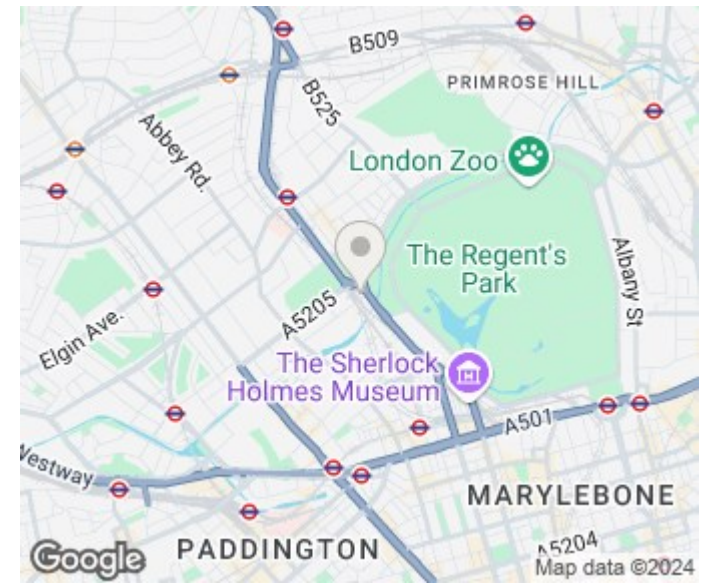 B509
PRIMROSE HILL
B525
Abbey Rd.
London Zoo
The Regent's
Park
Albany St
A5205
Elgin Ave.
The Sherlock
Holmes Museum
A501
Westway
MARYLEBONE
PADDINGTON
A5204
Google
Map data ©2024